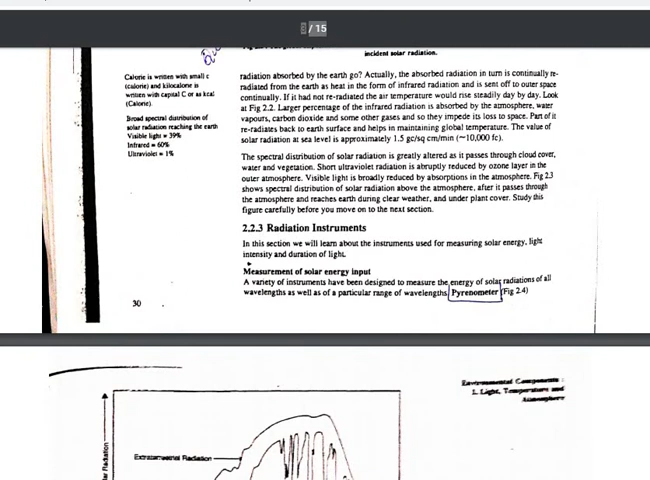 / 15
incident solar radiation.
Calorie is written with small c
(calorie) and kilocalorie is
written with capital C or as kcal
(Calorie).
Broad spectral distribution of
solar radiation reaching the earth
Visible light = 39%
Infrared = 60%
Ultraviolet = 1%
radiation absorbed by the earth go? Actually, the absorbed radiation in turn is continually re-
radiated from the earth as heat in the form of infrared radiation and is sent off to outer space
continually. If it had not re-radiated the air temperature would rise steadily day by day. Look
at Fig 2.2. Larger percentage of the infrared radiation is absorbed by the atmosphere, water
vapours, carbon dioxide and some other gases and so they impede its loss to space. Part of it
re-radiates back to earth surface and helps in maintaining global temperature. The value of
solar radiation at sea level is approximately 1.5 gc/sq cm/min (~10,000 fc).
The spectral distribution of solar radiation is greatly altered as it passes through cloud cover,
water and vegetation. Short ultraviolet radiation is abruptly reduced by ozone layer in the
outer atmosphere. Visible light is broadly reduced by absorptions in the atmosphere. Fig 2.3
shows spectral distribution of solar radiation above the atmosphere, after it passes through
the atmosphere and reaches earth during clear weather, and under plant cover. Study this
figure carefully before you move on to the next section.
2.2.3 Radiation Instruments
In this section we will learn about the instruments used for measuring solar energy, light
intensity and duration of light.
Measurement of solar energy input
A variety of instruments have been designed to measure the energy of solar radiations of all
wavelengths as well as of a particular range of wavelengths. Pyrenometer (Fig 2.4)
30
Environmental Components :
1. Light, Temperature and
Atmosphere
Extraterrestrial Radiation
Radiation